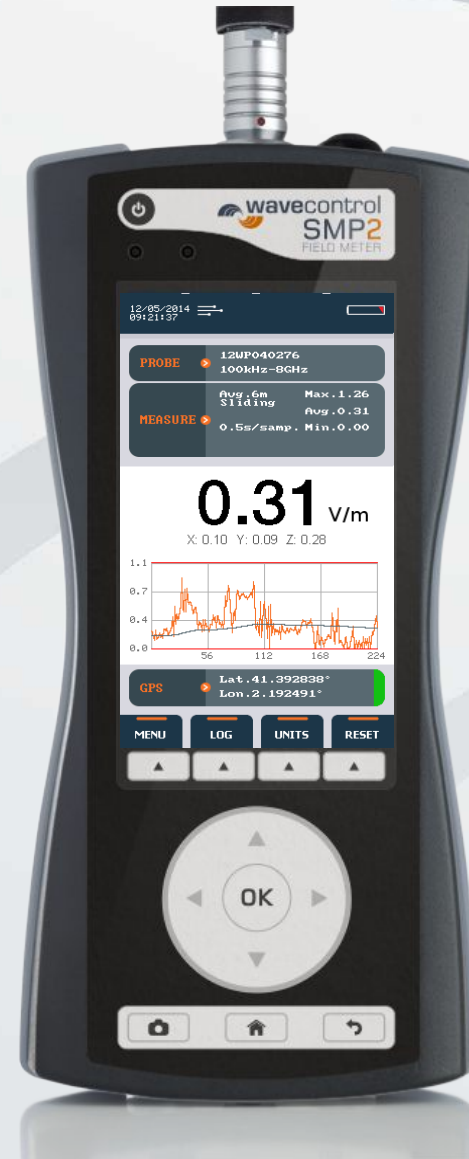 wavecontrol
SMP2
FIELD METER
12/05/2014
09:21:37
PROBE
12WP040276
100kHz-8GHz
MEASURE
Avg.6m Max.1.26
Sliding
Avg.0.31
0.5s/samp. Min.0.00
0.31 V/m
X: 0.10 Y: 0.09 Z: 0.28
1.1
0.7
0.4
0.0
56 112 168 224
GPS
Lat.41.392838°
Lon.2.192491°
MENU LOG UNITS RESET
OK